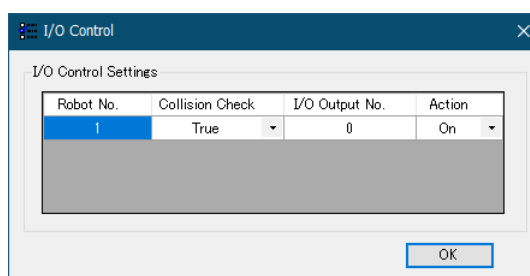 I/O Control
I/O Control Settings
Robot No. Collision Check I/O Output No. Action
1 True 0 On
OK